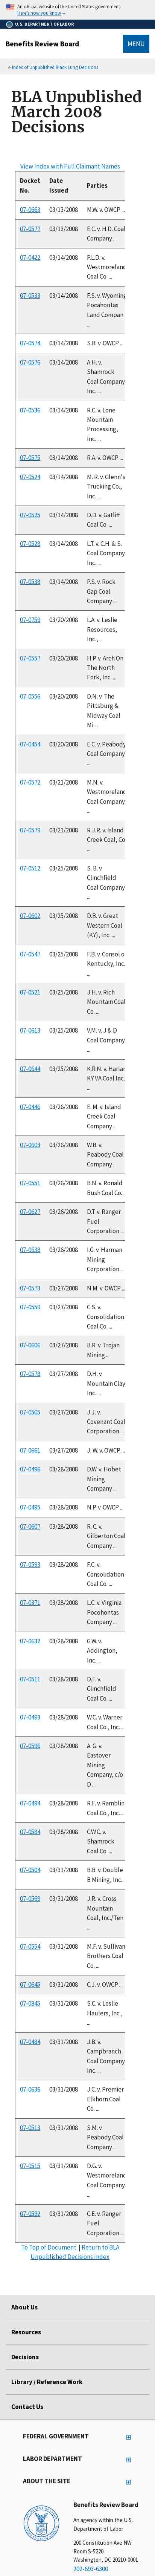 An official website of the United States government.
Here's how you know
U.S. DEPARTMENT OF LABOR
Benefits Review Board
MENU
« Index of Unpublished Black Lung Decisions
BLA Unpublished
March 2008
Decisions
View Index with Full Claimant Names
Docket No. Date Issued Parties
07-0663 03/13/2008 M.W. v. OWCP ...
07-0577 03/13/2008 E.C. v. H.D. Coal
Company ...
07-0422 03/14/2008 P.L.D. v.
Westmoreland
Coal Co. ...
07-0533 03/14/2008 F.S. v. Wyoming
Pocahontas
Land Compan
...
07-0574 03/14/2008 S.B. v. OWCP ...
07-0576 03/14/2008 A.H. v.
Shamrock
Coal Company
Inc. ...
07-0536 03/14/2008 R.C. v. Lone
Mountain
Processing,
Inc. ...
07-0575 03/14/2008 R.A. v. OWCP ...
07-0524 03/14/2008 M. R. v. Glenn's
Trucking Co.,
Inc. ...
07-0525 03/14/2008 D.D. v. Gatliff
Coal Co. ...
07-0528 03/14/2008 L.T. v. C.H. & S.
Coal Company
Inc. ...
07-0538 03/14/2008 P.S. v. Rock
Gap Coal
Company ...
07-0759 03/20/2008 L.A. v. Leslie
Resources,
Inc., ...
07-0557 03/20/2008 H.P. v. Arch On
The North
Fork, Inc. ...
07-0556 03/20/2008 D.N. v. The
Pittsburg &
Midway Coal
Mi ...
07-0454 03/20/2008 E.C. v. Peabody
Coal Company
...
07-0572 03/21/2008 M.N. v.
Westmoreland
Coal Company
...
07-0579 03/21/2008 R.J.R. v. Island
Creek Coal, Co
...
07-0512 03/25/2008 S. B. v.
Clinchfield
Coal Company
...
07-0602 03/25/2008 D.B. v. Great
Western Coal
(KY), Inc. ...
07-0547 03/25/2008 F.B. v. Consol o
Kentucky, Inc.
...
07-0521 03/25/2008 J.H. v. Rich
Mountain Coal
Co. ...
07-0613 03/25/2008 V.M. v. J & D
Coal Company
...
07-0644 03/25/2008 K.R.N. v. Harlan
KY VA Coal Inc.
...
07-0446 03/26/2008 E. M. v. Island
Creek Coal
Company ...
07-0603 03/26/2008 W.B. v.
Peabody Coal
Company ...
07-0551 03/26/2008 B.N. v. Ronald
Bush Coal Co. .
07-0627 03/26/2008 D.T. v. Ranger
Fuel
Corporation ...
07-0638 03/26/2008 I.G. v. Harman
Mining
Corporation ...
07-0573 03/27/2008 N.M. v. OWCP ...
07-0559 03/27/2008 C.S. v.
Consolidation
Coal Co. ...
07-0606 03/27/2008 B.R. v. Trojan
Mining ...
07-0578 03/27/2008 D.H. v.
Mountain Clay
Inc. ...
07-0505 03/27/2008 J.J. v.
Covenant Coal
Corporation ...
07-0661 03/27/2008 J. W. v. OWCP ...
07-0496 03/28/2008 D.W. v. Hobet
Mining
Company ...
07-0495 03/28/2008 N.P. v. OWCP ...
07-0607 03/28/2008 R. C. v.
Gilberton Coal
Company ...
07-0593 03/28/2008 F.C. v.
Consolidation
Coal Co. ...
07-0371 03/28/2008 L.C. v. Virginia
Pocohontas
Company ...
07-0632 03/28/2008 G.W. v.
Addington,
Inc. ...
07-0511 03/28/2008 D.F. v.
Clinchfield
Coal Co. ...
07-0493 03/28/2008 W.C. v. Warner
Coal Co., Inc. ...
07-0596 03/28/2008 A. G. v.
Eastover
Mining
Company, c/o
D ...
07-0494 03/28/2008 R.F. v. Ramblin
Coal Co., Inc. ...
07-0584 03/28/2008 C.W.C. v.
Shamrock
Coal Co. ...
07-0504 03/31/2008 B.B. v. Double
B Mining, Inc. .
07-0569 03/31/2008 J.R. v. Cross
Mountain
Coal, Inc./Ten
...
07-0554 03/31/2008 M.F. v. Sullivan
Brothers Coal
Co. ...
07-0645 03/31/2008 C.J. v. OWCP ...
07-0845 03/31/2008 S.C. v. Leslie
Haulers, Inc.,
...
07-0484 03/31/2008 J.B. v.
Campbranch
Coal Company
Inc. ...
07-0636 03/31/2008 J.C. v. Premier
Elkhorn Coal
Co. ...
07-0513 03/31/2008 S.M. v.
Peabody Coal
Company ...
07-0515 03/31/2008 D.G. v.
Westmoreland
Coal Company
...
07-0592 03/31/2008 C.E. v. Ranger
Fuel
Corporation ...
To Top of Document | Return to BLA
Unpublished Decisions Index
About Us
Resources
Decisions
Library / Reference Work
Contact Us
FEDERAL GOVERNMENT
LABOR DEPARTMENT
ABOUT THE SITE
Benefits Review Board
An agency within the U.S.
Department of Labor
200 Constitution Ave NW
Room S-5220
Washington, DC 20210-0001
202-693-6300